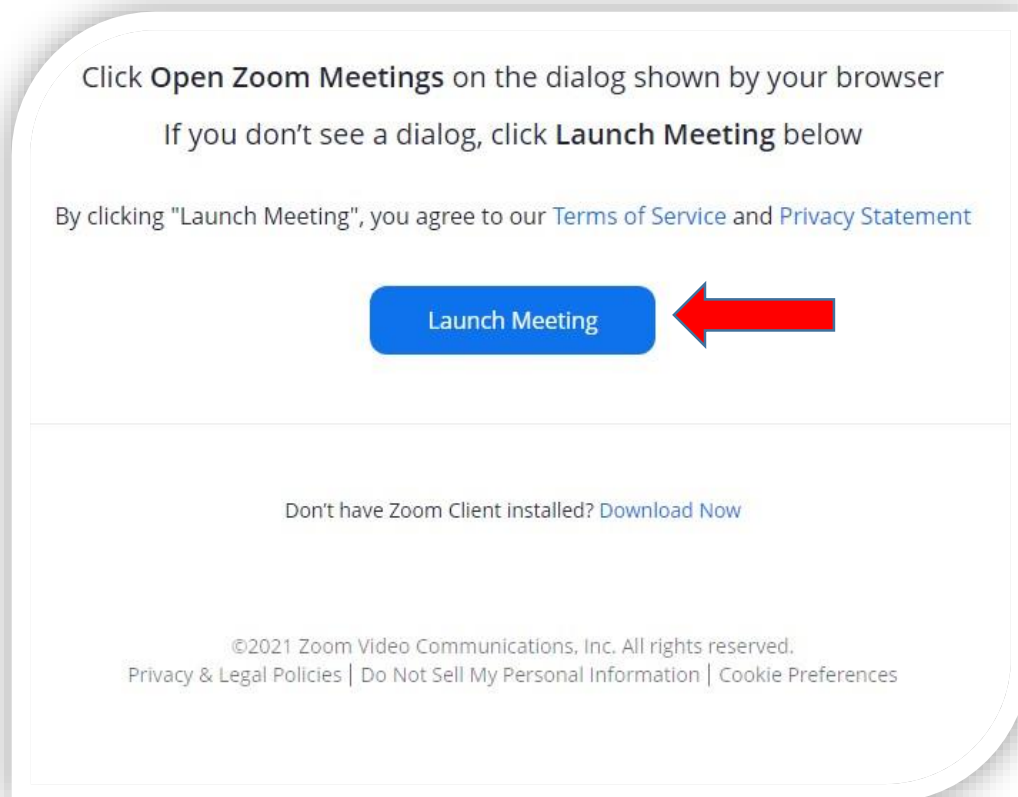 Click Open Zoom Meetings on the dialog shown by your browser
If you don’t see a dialog, click Launch Meeting below
By clicking "Launch Meeting", you agree to our Terms of Service and Privacy Statement
Launch Meeting
Don't have Zoom Client installed? Download Now
©2021 Zoom Video Communications, Inc. All rights reserved.
Privacy & Legal Policies | Do Not Sell My Personal Information | Cookie Preferences